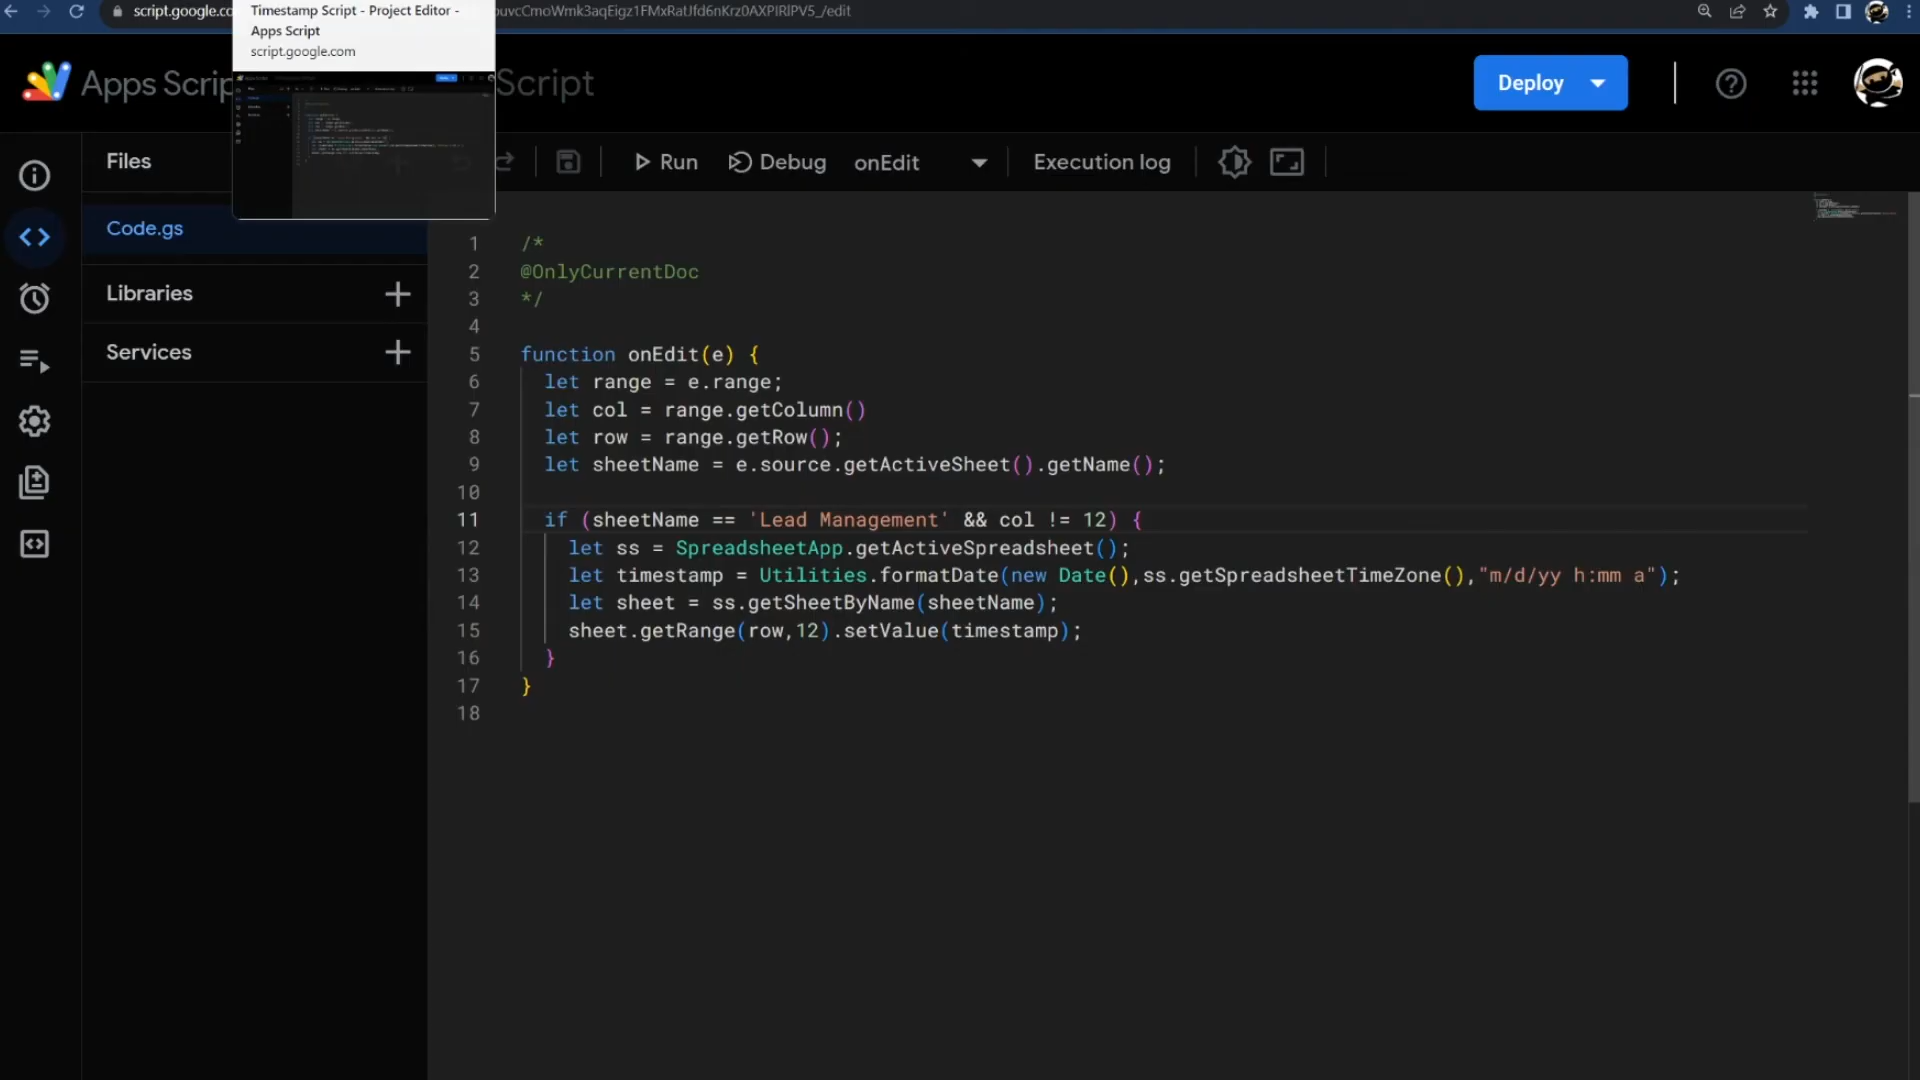 script.google.co
Timestamp Script - Project Editor -
Apps Script
script.google.com
Apps Scrip
Script
Deploy
Files
Run
Debug
onEdit
Execution log
Code.gs
Libraries
Services
1 /*
2 @OnlyCurrentDoc
3 */
4
5 function onEdit(e) {
6 let range = e.range;
7 let col = range.getColumn()
8 let row = range.getRow();
9 let sheetName = e.source.getActiveSheet().getName();
10
11 if (sheetName == 'Lead Management' && col != 12) {
12 let ss = SpreadsheetApp.getActiveSpreadsheet();
13 let timestamp = Utilities.formatDate(new Date(),ss.getSpreadsheetTimeZone(),"m/d/yy h:mm a");
14 let sheet = ss.getSheetByName(sheetName);
15 sheet.getRange(row,12).setValue(timestamp);
16 }
17 }
18